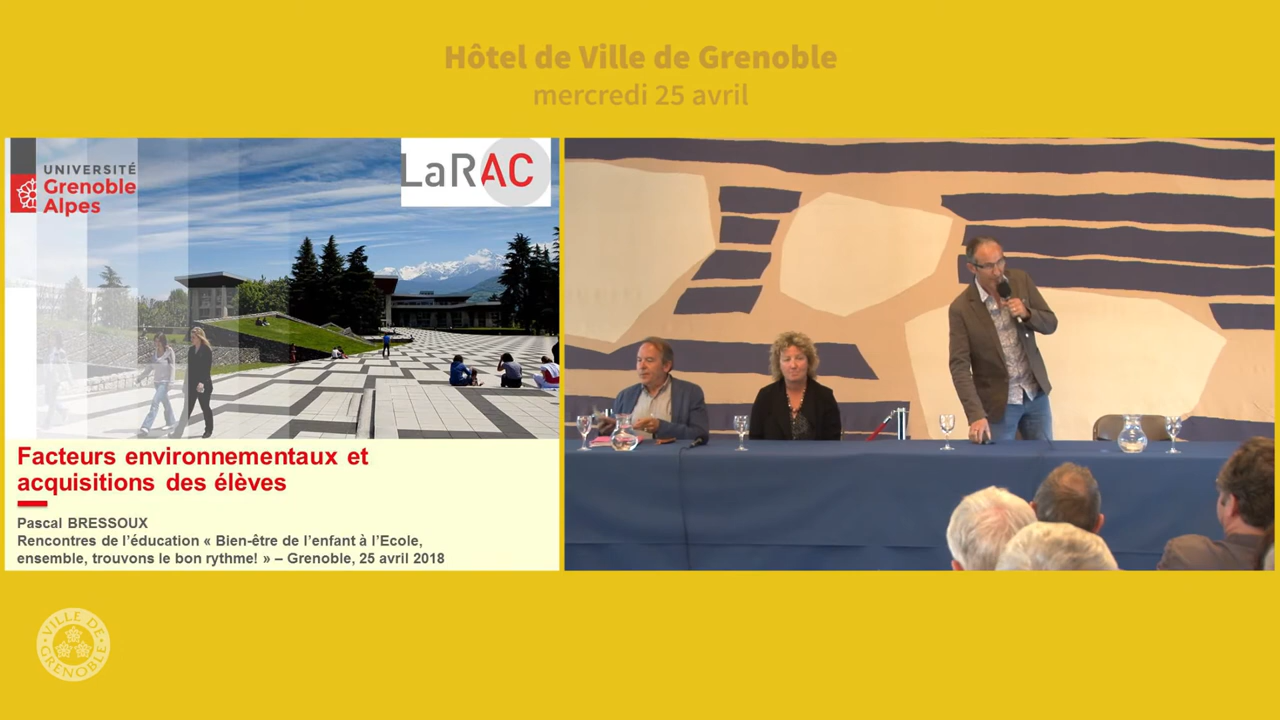 Hôtel de Ville de Grenoble
mercredi 25 avril
UNIVERSITÉ
Grenoble
Alpes
LaRAC
Facteurs environnementaux et
acquisitions des élèves
Pascal BRESSOUX
Rencontres de l'éducation « Bien-être de l'enfant à l'Ecole,
ensemble, trouvons le bon rythme! » – Grenoble, 25 avril 2018
VILLE DE
GRENOBLE